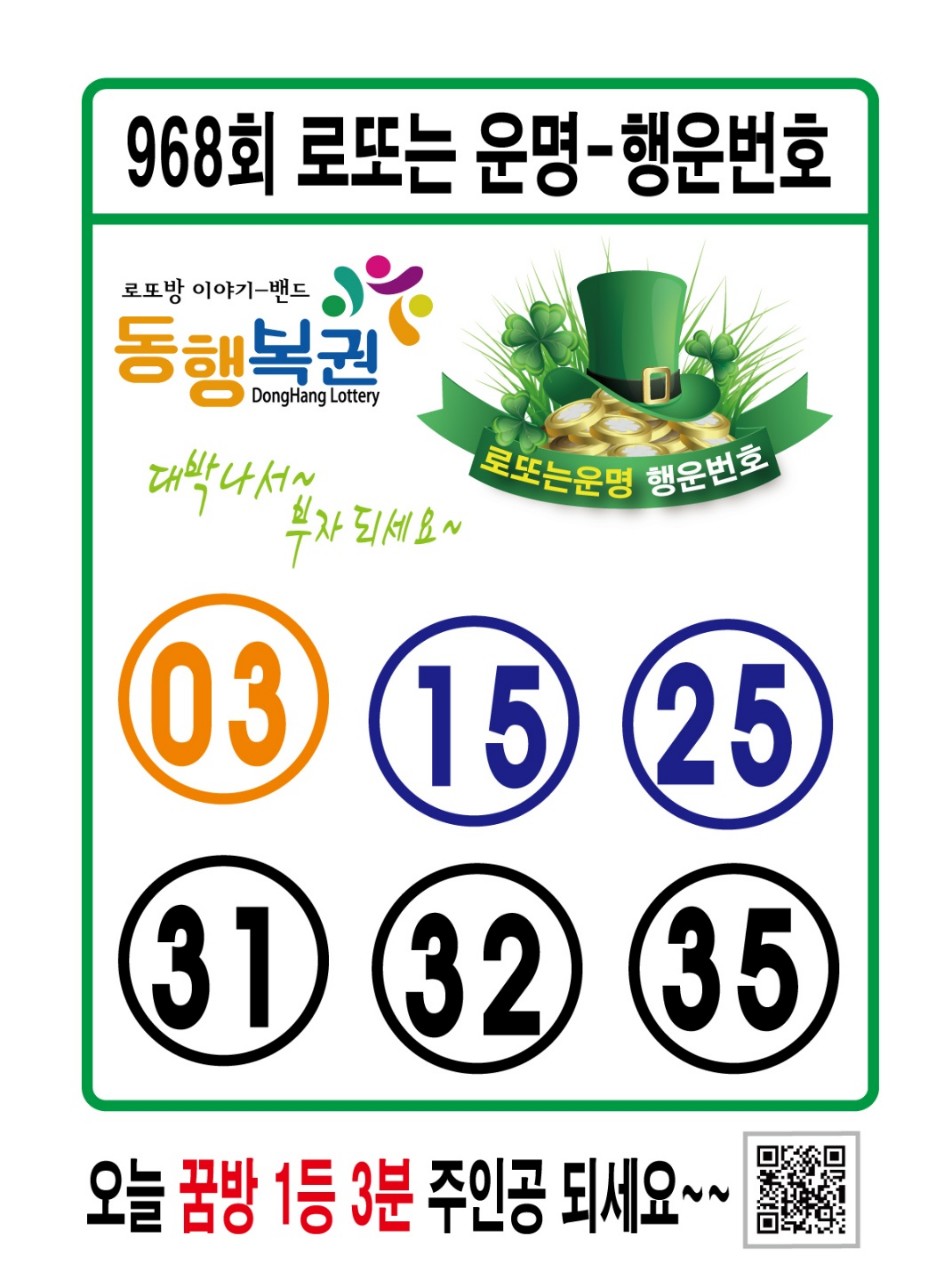 968회 로또는 운명-행운번호
로또방 이야기-밴드
동행복권
DongHang Lottery
로또는운명 행운번호
대박나서~
부자 되세요~
03 15 25
31 32 35
오늘 꿈방 1등 3분 주인공 되세요~~